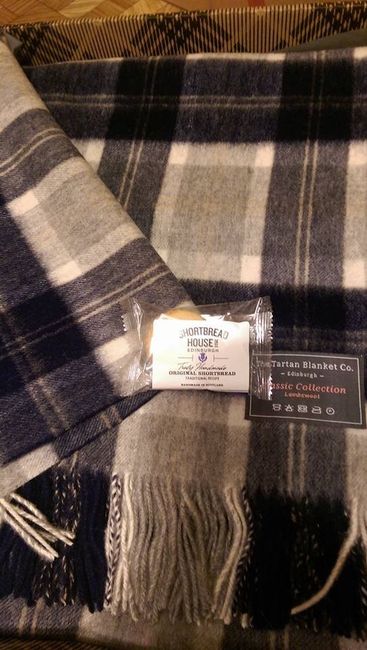 SHORTBREAD
HOUSE OF
EDINBURGH
Truly Handmade
ORIGINAL SHORTBREAD
TRADITIONAL RECIPE
HANDMADE IN SCOTLAND
The Tartan Blanket Co.
– Edinburgh –
Classic Collection
Lambswool